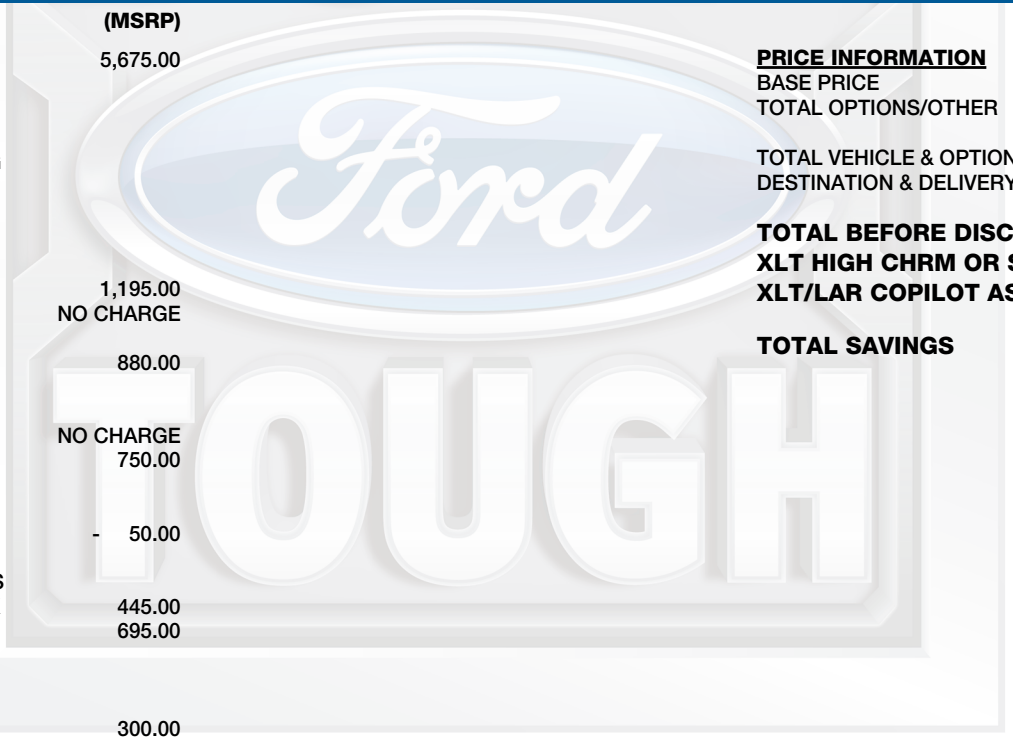 (MSRP)
5,675.00
1,195.00
NO CHARGE
880.00
NO CHARGE
750.00
- 50.00
S
445.00
695.00
300.00
Ford
TOUGH
PRICE INFORMATION
BASE PRICE
TOTAL OPTIONS/OTHER
TOTAL VEHICLE & OPTION
DESTINATION & DELIVERY
TOTAL BEFORE DISC
XLT HIGH CHRM OR S
XLT/LAR COPILOT AS
TOTAL SAVINGS